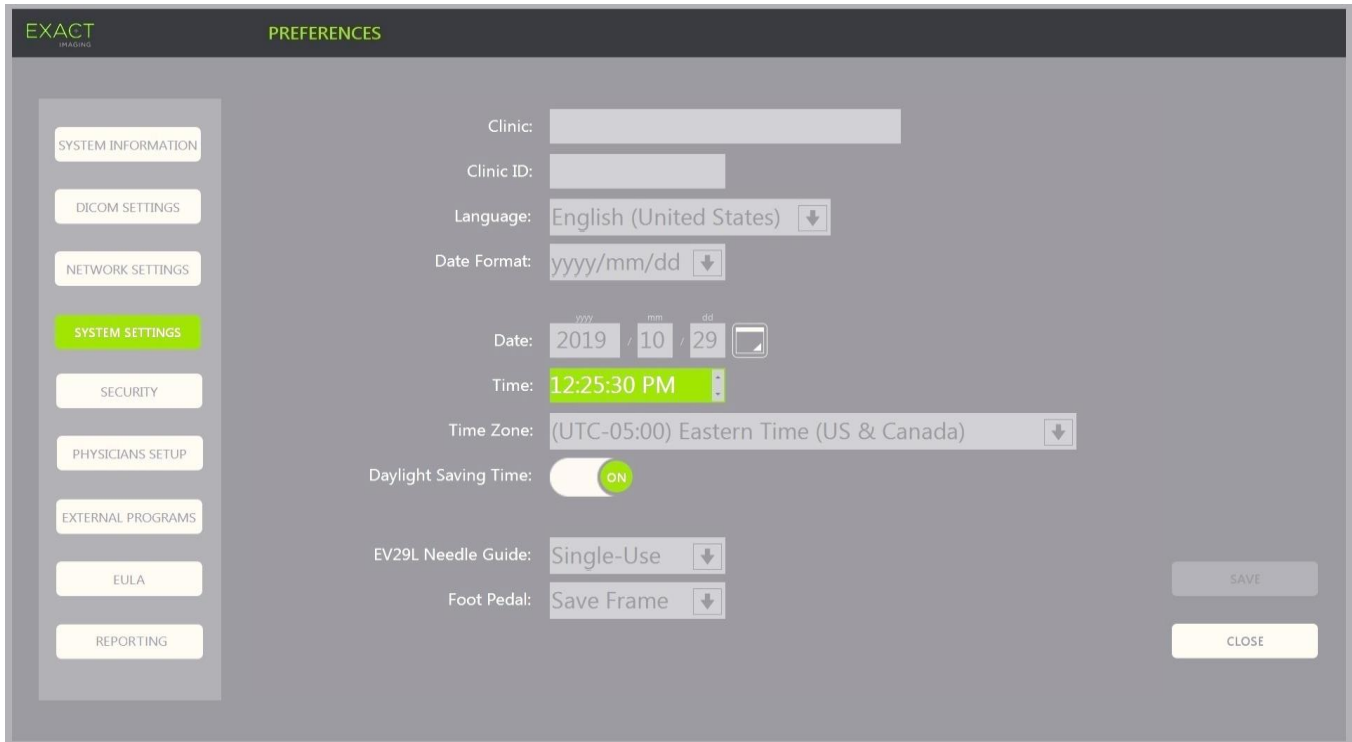 EXACT
IMAGING
PREFERENCES
SYSTEM INFORMATION
DICOM SETTINGS
NETWORK SETTINGS
SYSTEM SETTINGS
SECURITY
PHYSICIANS SETUP
EXTERNAL PROGRAMS
EULA
REPORTING
Clinic:
Clinic ID:
Language: English (United States)
Date Format: yyyy/mm/dd
yyyy mm dd
Date: 2019 / 10 / 29
Time: 12:25:30 PM
Time Zone: (UTC-05:00) Eastern Time (US & Canada)
Daylight Saving Time: ON
EV29L Needle Guide: Single-Use
Foot Pedal: Save Frame
SAVE
CLOSE